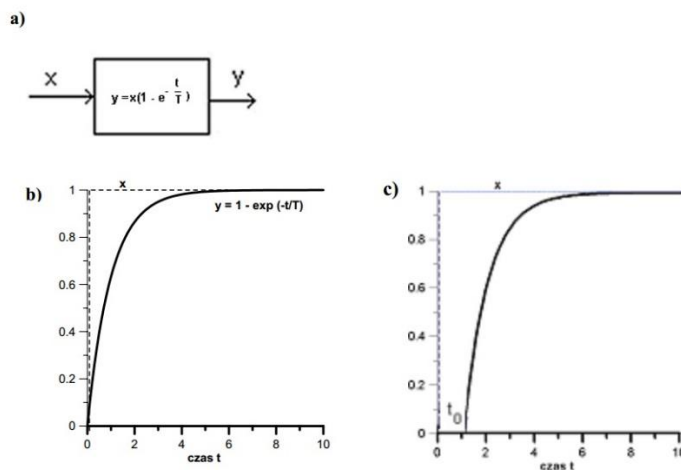 a)
x
y
y =x(1 - e^- t/T )
b)
x
1
y = 1 - exp (-t/T)
0.8
0.6
0.4
0.2
0
0 2 4 6 8 10
czas t
c)
x
1
0.8
0.6
0.4
0.2
0
t0
0 2 4 6 8 10
czas t